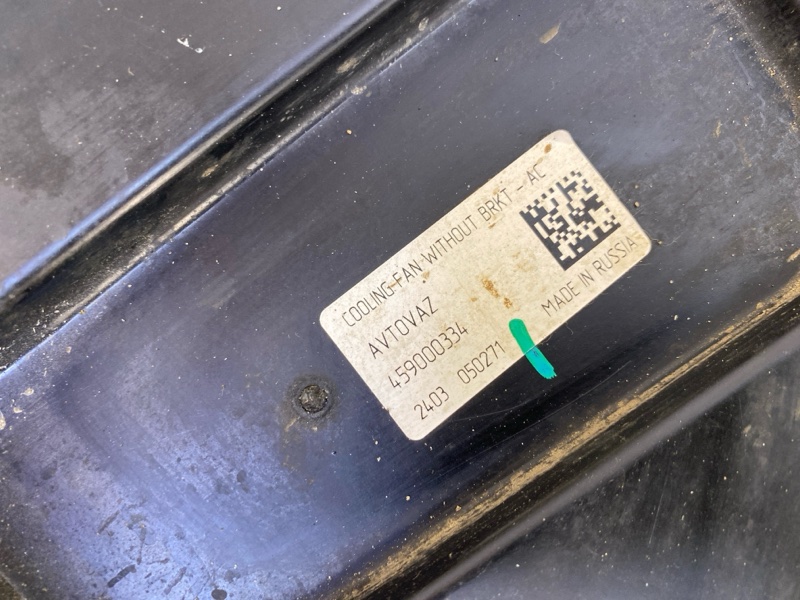 COOLING-FAN-WITHOUT BRKT - AC
AVTOVAZ
459000334
2403 050271
MADE IN RUSSIA